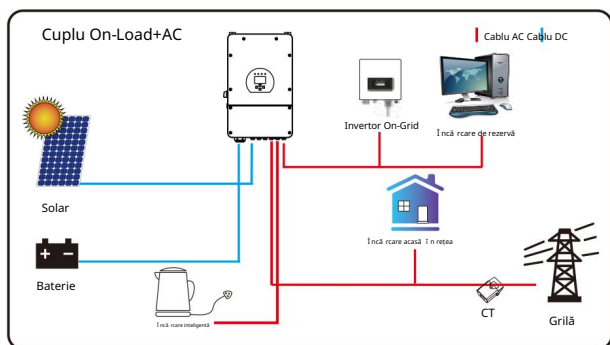 Cuplu On-Load+AC
Cablu AC Cablu DC
Invertor On-Grid
Încă rcare de rezervă
Solar
Încă rcare acasă În rețea
Baterie
Încă rcare inteligentă
CT
Grilă